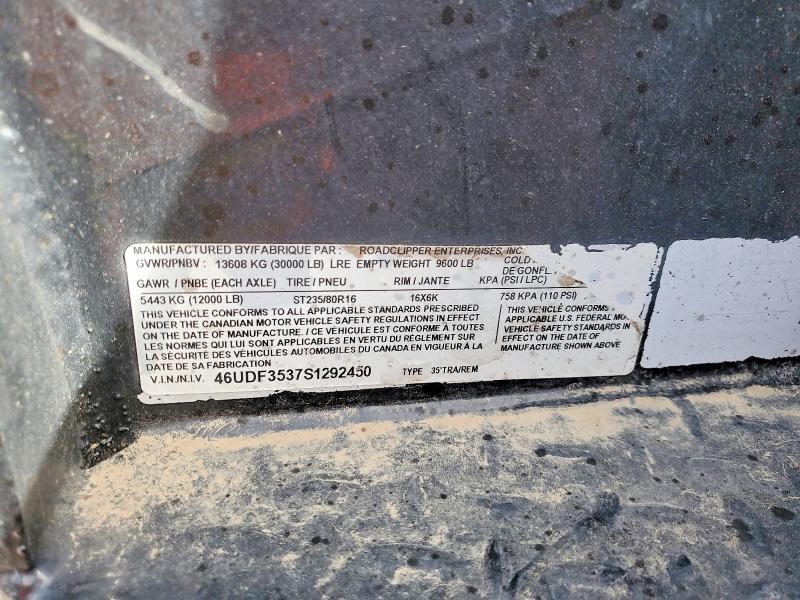 MANUFACTURED BY/FABRIQUE PAR : ROADCLIPPER ENTERPRISES, INC.
GVWR/PNBV : 13608 KG (30000 LB) LRE EMPTY WEIGHT 9600 LB COLD
DE GONFL
GAWR / PNBE (EACH AXLE) TIRE / PNEU RIM / JANTE KPA (PSI / LPC)
5443 KG (12000 LB) ST235/80R16 16X6K 758 KPA (110 PSI)
THIS VEHICLE CONFORMS TO ALL APPLICABLE STANDARDS PRESCRIBED
UNDER THE CANADIAN MOTOR VEHICLE SAFETY REGULATIONS IN EFFECT
ON THE DATE OF MANUFACTURE. / CE VÉHICULE EST CONFORME À TOUTES
LES NORMES QUI LUI SONT APPLICABLES EN VERTU DU RÈGLEMENT SUR
LA SÉCURITÉ DES VÉHICULES AUTOMOBILES DU CANADA EN VIGUEUR À LA
DATE DE SA FABRICATION
THIS VEHICLE CONFORMS
APPLICABLE U.S. FEDERAL MO
VEHICLE SAFETY STANDARDS IN
EFFECT ON THE DATE OF
MANUFACTURE SHOWN ABOVE
V.I.N./N.I.V. 46UDF3537S1292450 TYPE 35'TRA/REM